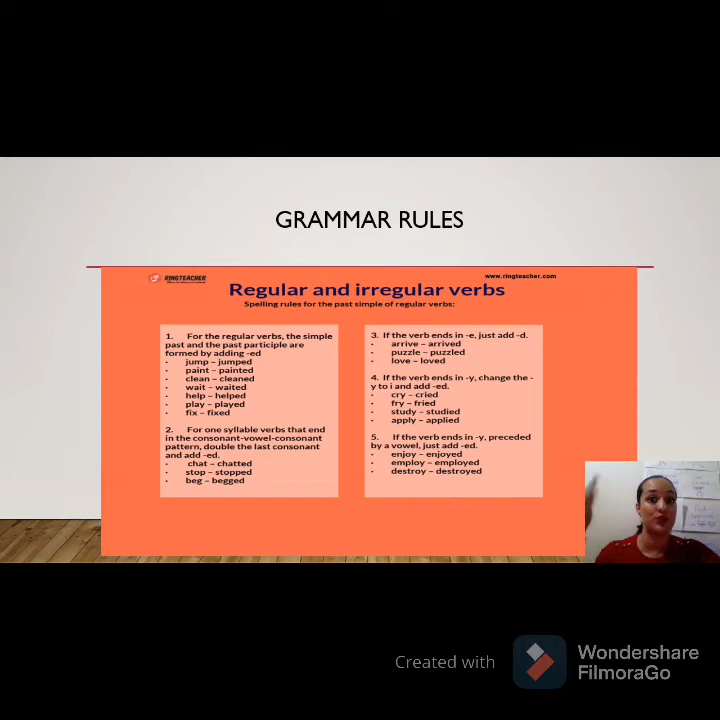 GRAMMAR RULES
RINGTEACHER
www.ringteacher.com
Regular and irregular verbs
Spelling rules for the past simple of regular verbs:
1. For the regular verbs, the simple
past and the past participle are
formed by adding -ed
• jump – jumped
• paint – painted
• clean – cleaned
• wait – waited
• help – helped
• play – played
• fix – fixed
2. For one syllable verbs that end
in the consonant-vowel-consonant
pattern, double the last consonant
and add -ed.
• chat – chatted
• stop – stopped
• beg – begged
3. If the verb ends in -e, just add -d.
• arrive – arrived
• puzzle – puzzled
• love – loved
4. If the verb ends in -y, change the -
y to i and add -ed.
• cry – cried
• fry – fried
• study – studied
• apply – applied
5. If the verb ends in -y, preceded
by a vowel, just add -ed.
• enjoy – enjoyed
• employ – employed
• destroy – destroyed
Created with
Wondershare
FilmoraGo